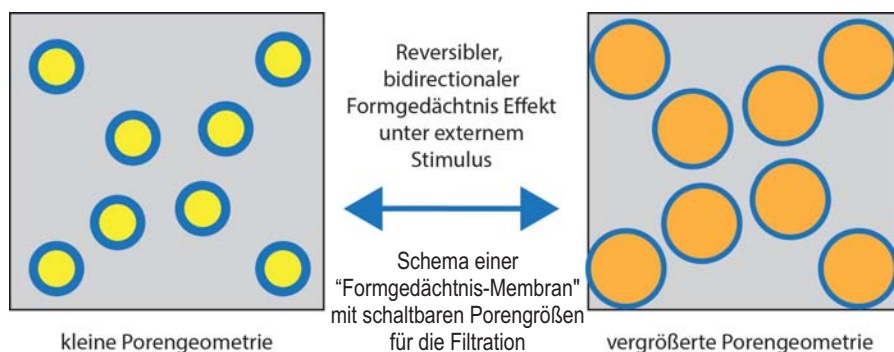 Reversibler,
bidirectionaler
Formgedächtnis Effekt
unter externem
Stimulus
Schema einer
“Formgedächtnis-Membran"
mit schaltbaren Porengrößen
für die Filtration
kleine Porengeometrie
vergrößerte Porengeometrie